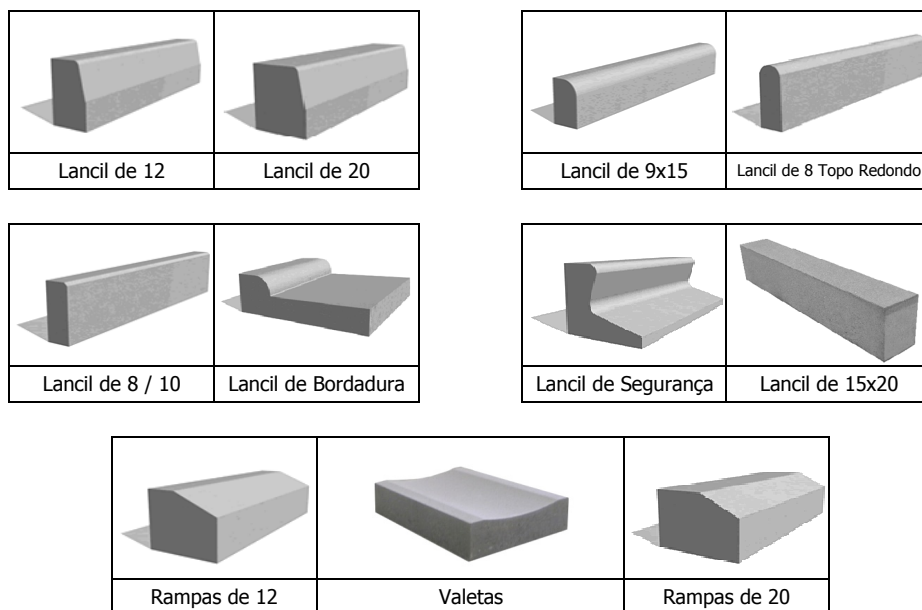 Lancil de 12
Lancil de 20
Lancil de 9x15
Lancil de 8 Topo Redondo
Lancil de 8 / 10
Lancil de Bordadura
Lancil de Segurança
Lancil de 15x20
Rampas de 12
Valetas
Rampas de 20